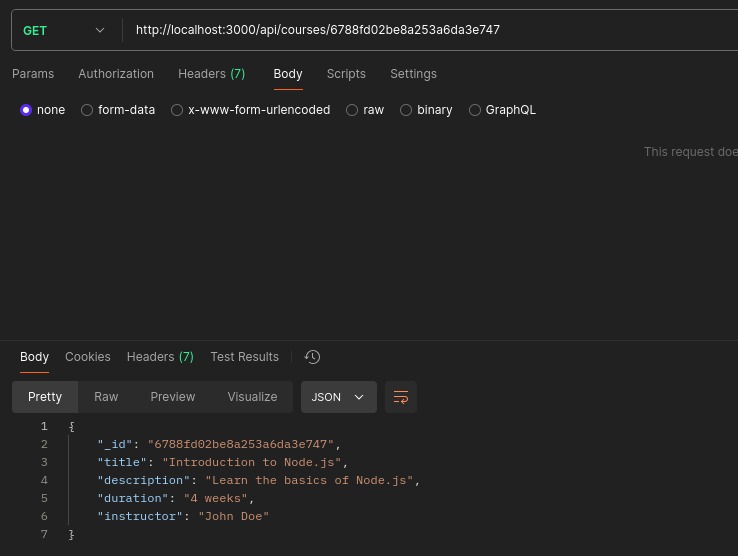 GET http://localhost:3000/api/courses/6788fd02be8a253a6da3e747
Params Authorization Headers (7) Body Scripts Settings
none form-data x-www-form-urlencoded raw binary GraphQL
This request doe
Body Cookies Headers (7) Test Results
Pretty Raw Preview Visualize JSON
1 {
2 "_id": "6788fd02be8a253a6da3e747",
3 "title": "Introduction to Node.js",
4 "description": "Learn the basics of Node.js",
5 "duration": "4 weeks",
6 "instructor": "John Doe"
7 }